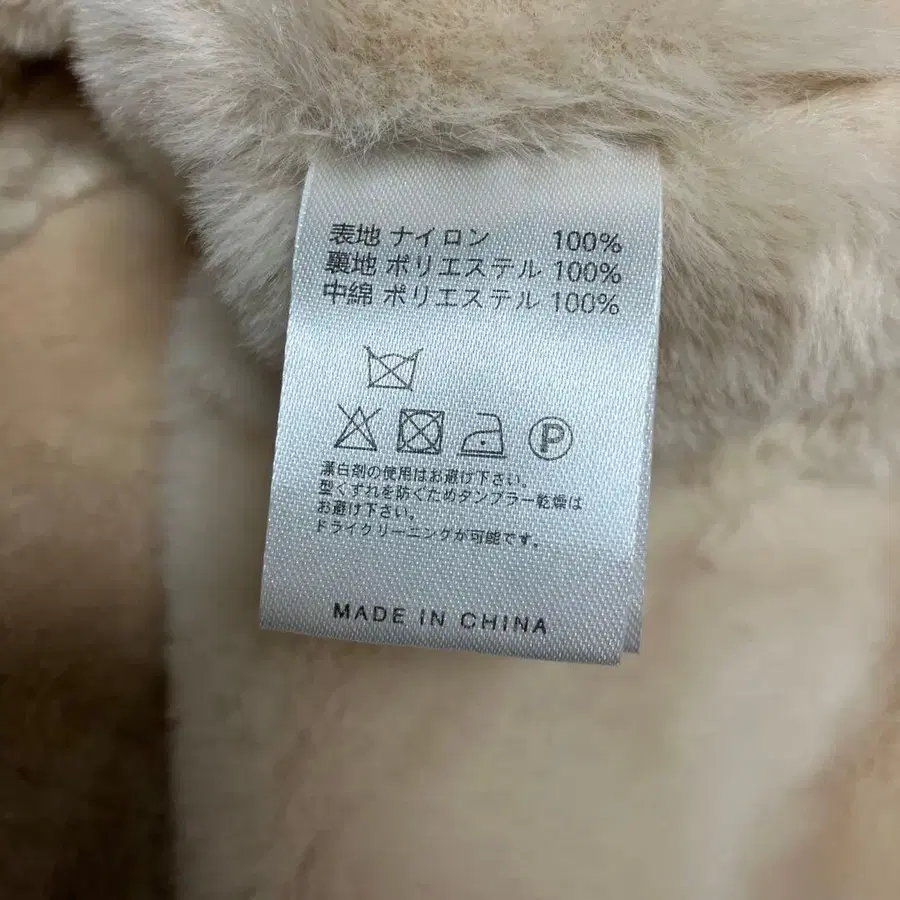 表地 ナイロン 100%
裏地 ポリエステル 100%
中綿 ポリエステル 100%
P
漂白剤の使用はお避け下さい。
型くずれを防ぐためタンブラー乾燥は
お避け下さい。
ドライクリーニングが可能です。
MADE IN CHINA